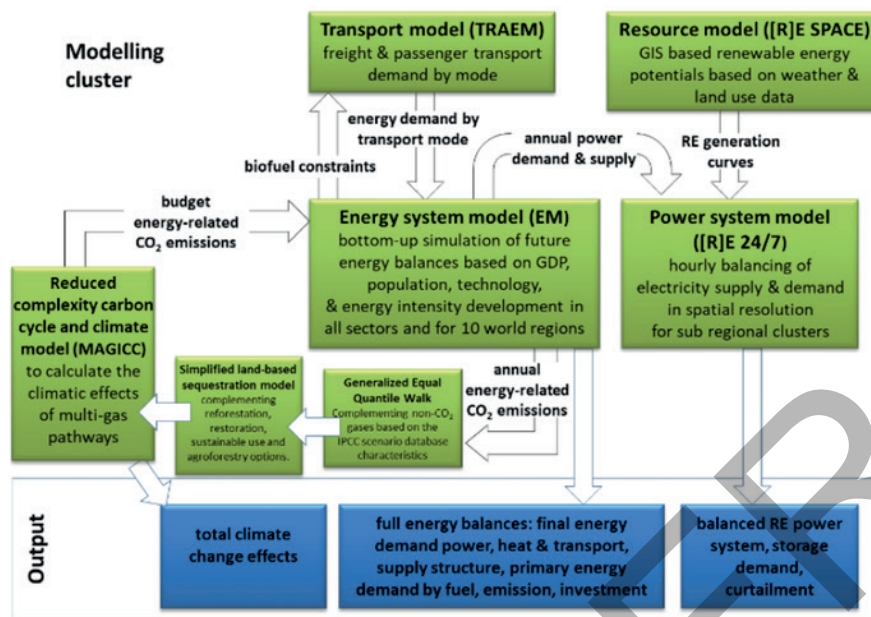 Modelling
cluster
Transport model (TRAEM)
freight & passenger transport
demand by mode
Resource model ([R]E SPACE)
GIS based renewable energy
potentials based on weather &
land use data
energy demand by
transport mode
biofuel constraints
annual power
demand & supply
RE generation
curves
budget
energy-related
CO₂ emissions
Energy system model (EM)
bottom-up simulation of future
energy balances based on GDP,
population, technology,
& energy intensity development in
all sectors and for 10 world regions
Power system model
([R]E 24/7)
hourly balancing of
electricity supply & demand
in spatial resolution
for sub regional clusters
Reduced
complexity carbon
cycle and climate
model (MAGICC)
to calculate the
climatic effects
of multi-gas
pathways
Simplified land-based
sequestration model
complementing
reforestation,
restoration,
sustainable use and
agroforestry options.
Generalized Equal
Quantile Walk
Complementing non-CO₂
gases based on the
IPCC scenario database
characteristics
annual
energy-related
CO₂ emissions
Output
total climate
change effects
full energy balances: final energy
demand power, heat & transport,
supply structure, primary energy
demand by fuel, emission, investment
balanced RE power
system, storage
demand,
curtailment